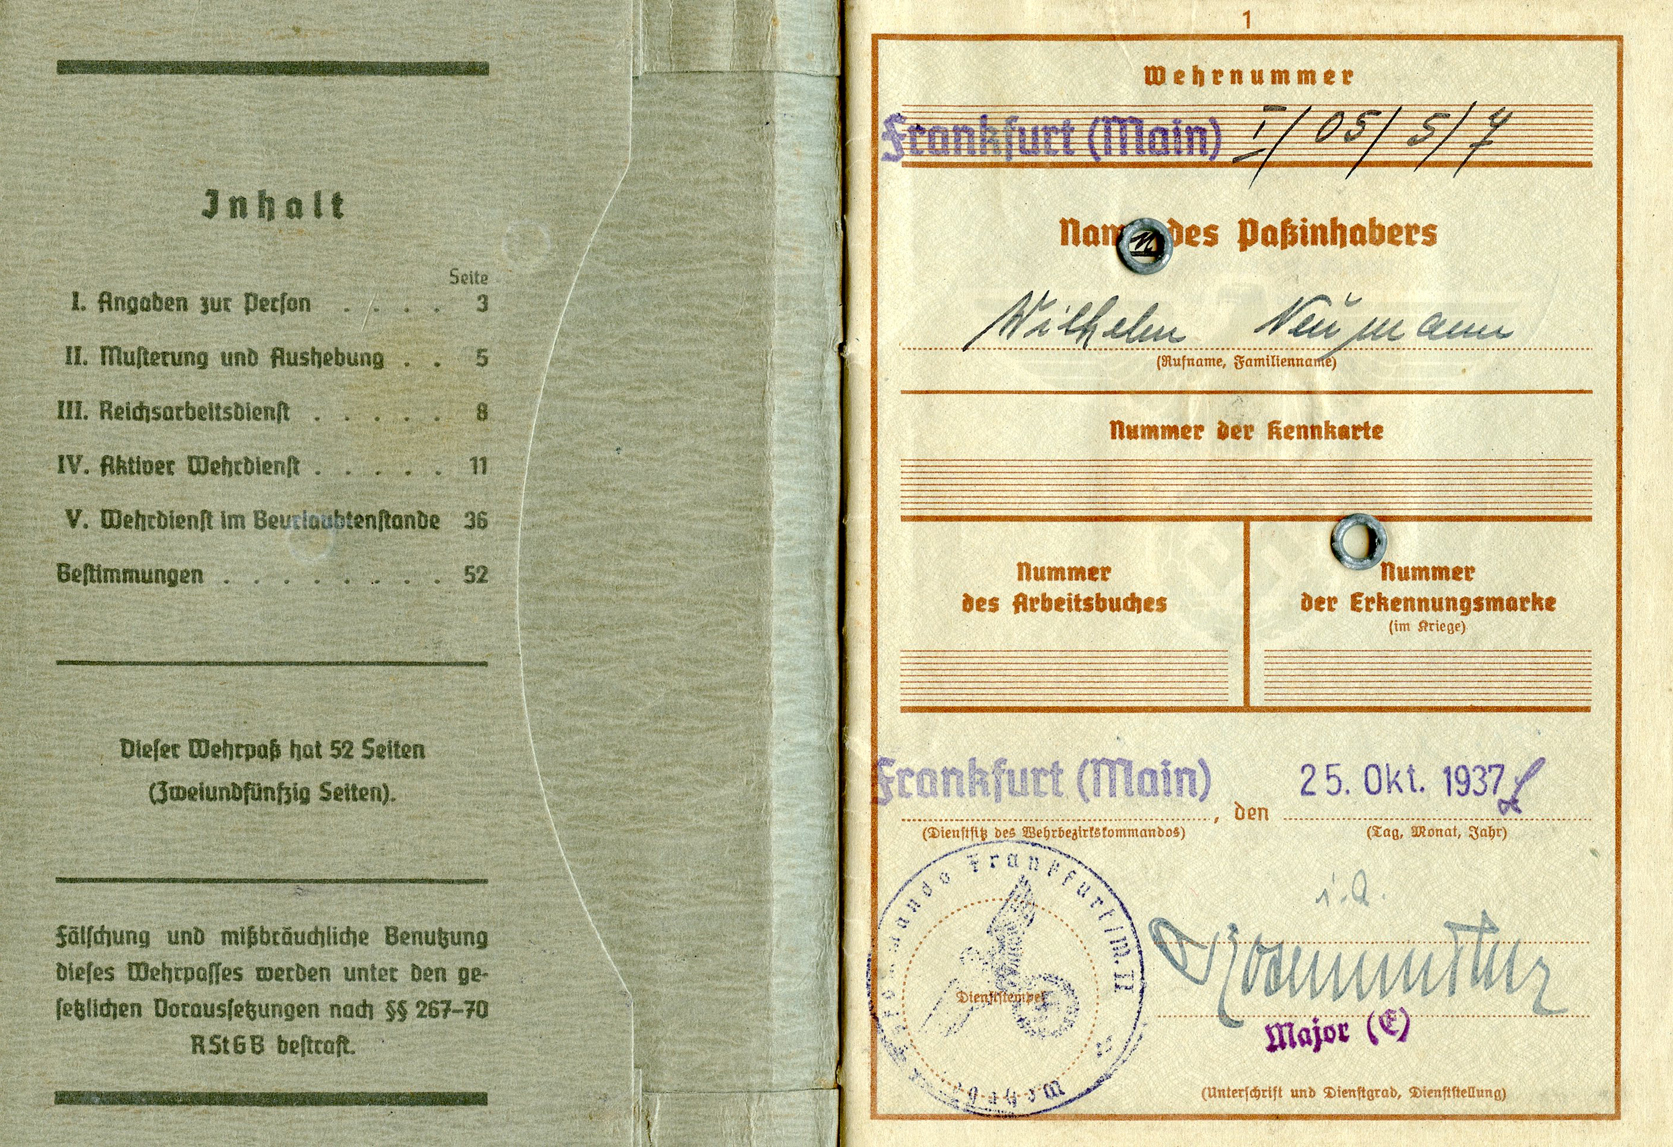 Inhalt
Seite
I. Angaben zur Person . . . . 3
II. Musterung und Aushebung . . 5
III. Reichsarbeitsdienst . . . . . 8
IV. Aktiver Wehrdienst . . . . . 11
V. Wehrdienst im Beurlaubtenstande 36
Bestimmungen . . . . . . . . 52
Dieser Wehrpaß hat 52 Seiten
(Zweiundfünfzig Seiten).
Fälschung und mißbräuchliche Benutzung
dieses Wehrpasses werden unter den ge-
setzlichen Voraussetzungen nach §§ 267–70
RStGB bestraft.
1
Wehrnummer
Frankfurt (Main) I/05/5/7
Name des Paßinhabers
Wilhelm Neumann
(Rufname, Familienname)
Nummer der Kennkarte
Nummer
des Arbeitsbuches
Nummer
der Erkennungsmarke
(im Kriege)
Frankfurt (Main), den 25. Okt. 1937
(Dienstsitz des Wehrbezirkskommandos) (Tag, Monat, Jahr)
Frankfurt/M. II
Dienststempel
i.A.
Major (E)
(Unterschrift und Dienstgrad, Dienststellung)